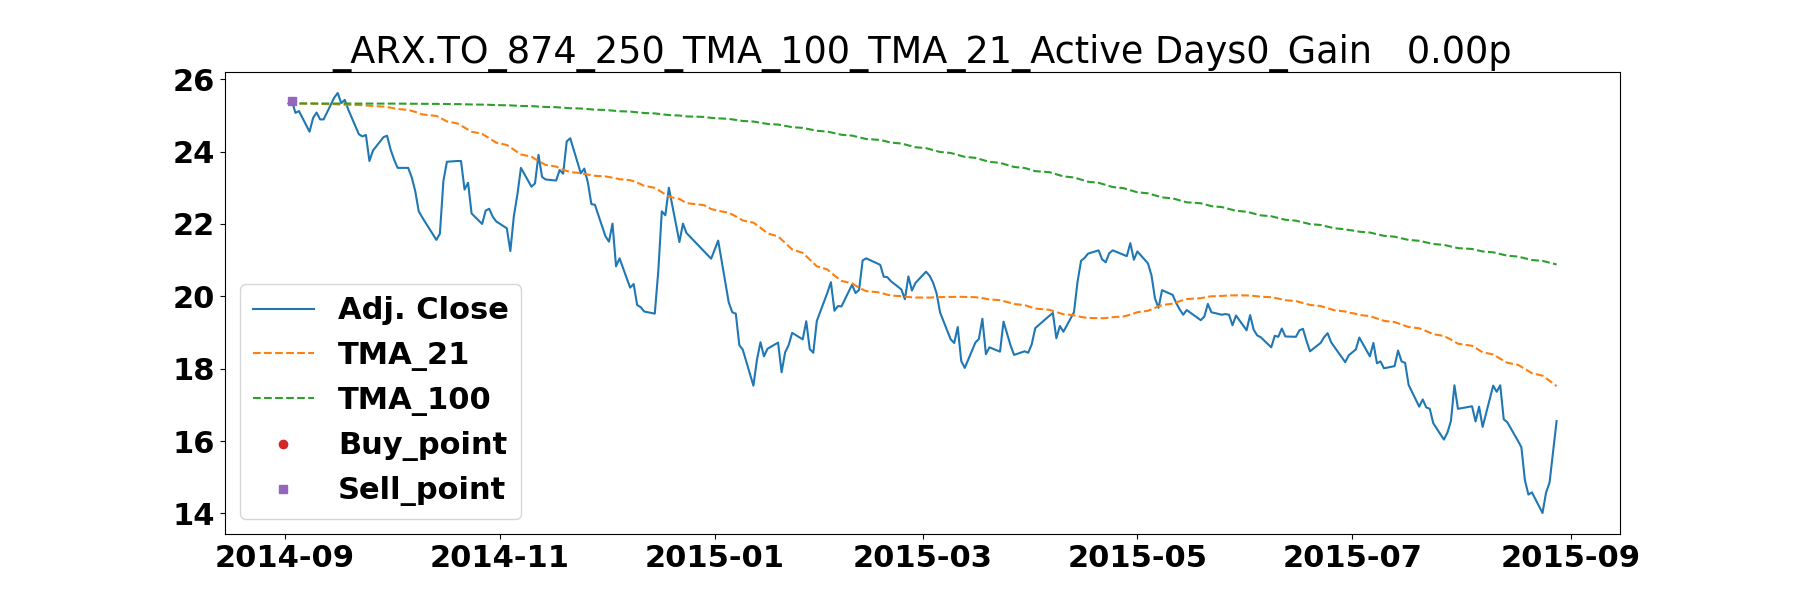 _ARX.TO_874_250_TMA_100_TMA_21_Active Days0_Gain   0.00p
26
24
22
20
18
16
14
Adj. Close
TMA_21
TMA_100
Buy_point
Sell_point
2014-09 2014-11 2015-01 2015-03 2015-05 2015-07 2015-09